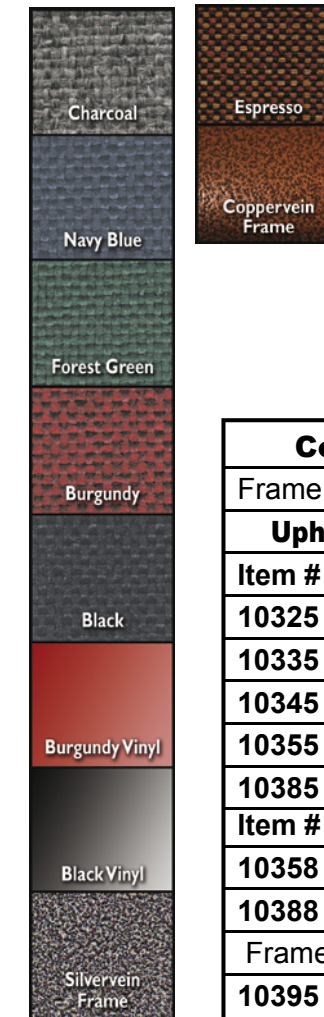 Charcoal
Navy Blue
Forest Green
Burgundy
Black
Burgundy Vinyl
Black Vinyl
Silvervein
Frame
Espresso
Coppervein
Frame
Frame
Item #
10325
10335
10345
10355
10385
Item #
10358
10388
Frame
10395